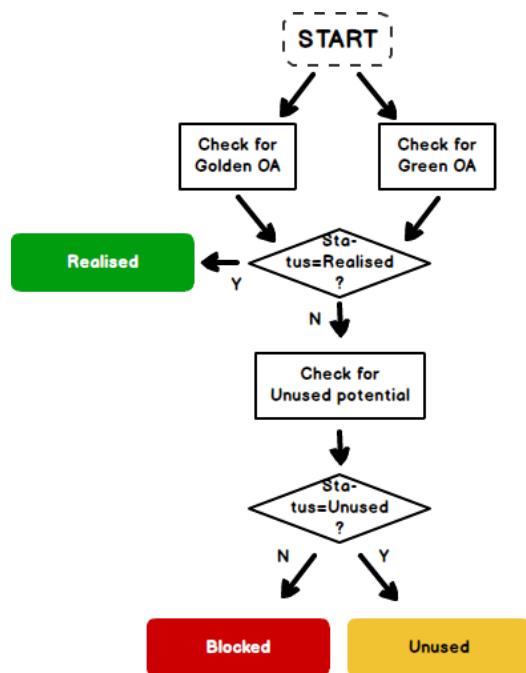 START
Check for
Golden OA
Check for
Green OA
Sta-
tus=Realised
?
Realised
Y
N
Check for
Unused potential
Sta-
tus=Unused
?
N
Y
Blocked
Unused